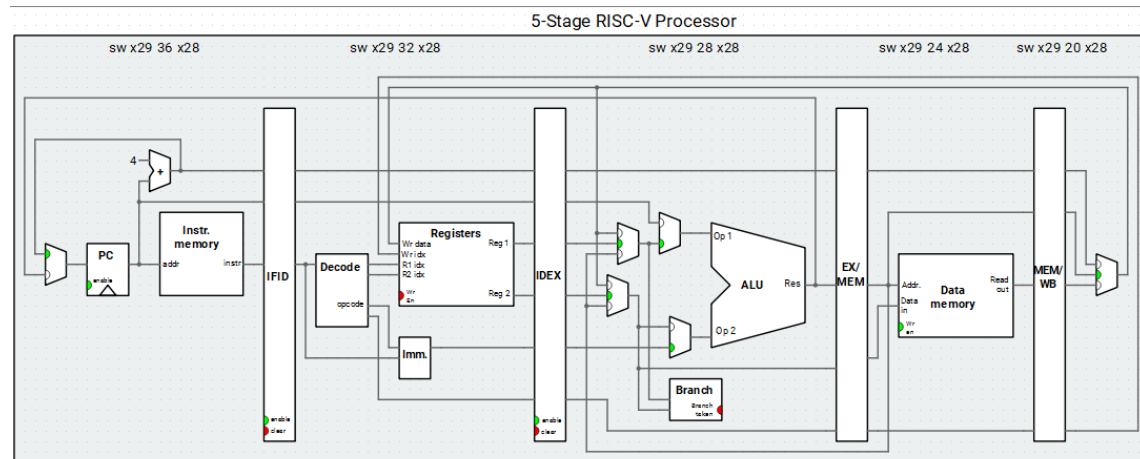 5-Stage RISC-V Processor
sw x29 36 x28
sw x29 32 x28
sw x29 28 x28
sw x29 24 x28
sw x29 20 x28
4
+
PC
enable
Instr.
memory
addr
instr
IFID
enable
clear
Decode
opcode
Registers
Wr data
Wr idx
R1 idx
R2 idx
Wr
En
Reg 1
Reg 2
Imm.
IDEX
enable
clear
Op 1
ALU
Res
Op 2
Branch
Branch
taken
EX/
MEM
Addr.
Data
in
Wr
en
Data
memory
Read
out
MEM/
WB